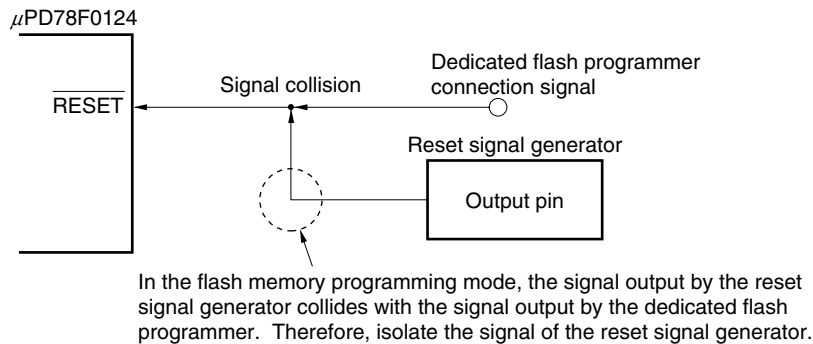 μPD78F0124
Dedicated flash programmer
connection signal
Signal collision
RESET
Reset signal generator
Output pin
In the flash memory programming mode, the signal output by the reset
signal generator collides with the signal output by the dedicated flash
programmer.  Therefore, isolate the signal of the reset signal generator.